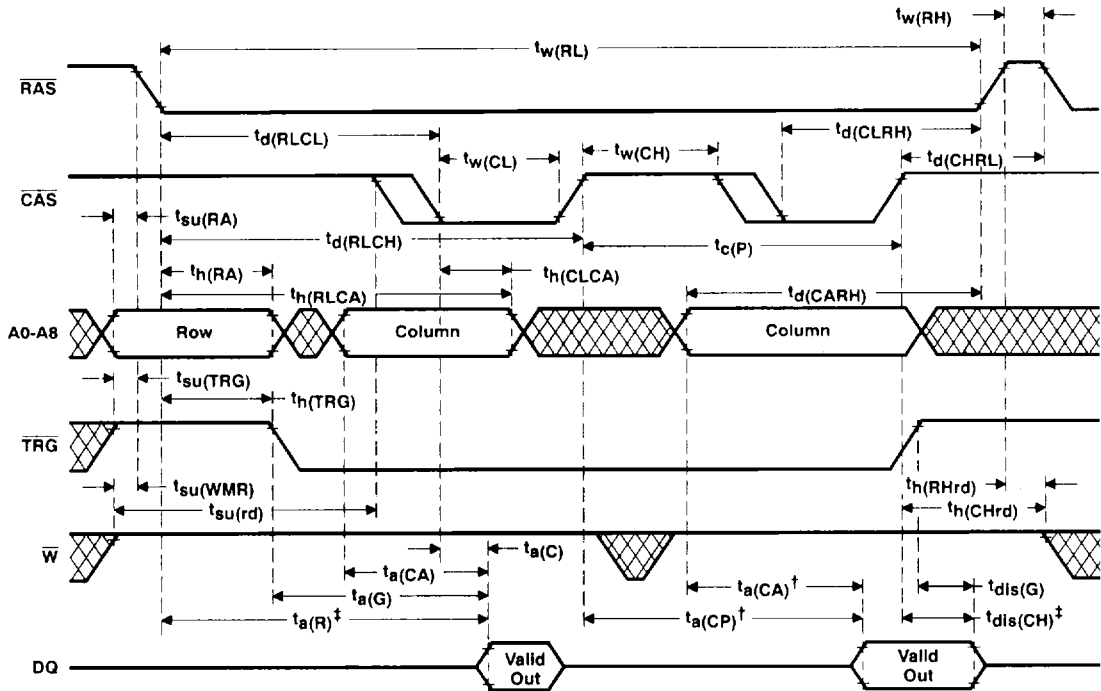 tw(RH)
tw(RL)
RAS
td(RLCL)
td(CLRH)
tw(CL)
tw(CH)
td(CHRL)
CAS
tsu(RA)
td(RLCH)
tc(P)
th(RA)
th(CLCA)
th(RLCA)
td(CARH)
A0-A8
Row
Column
Column
tsu(TRG)
th(TRG)
TRG
tsu(WMR)
th(RHrd)
tsu(rd)
th(CHrd)
W
ta(C)
ta(CA)
ta(CA)†
tdis(G)
ta(G)
ta(R)‡
ta(CP)†
tdis(CH)‡
DQ
Valid
Out
Valid
Out